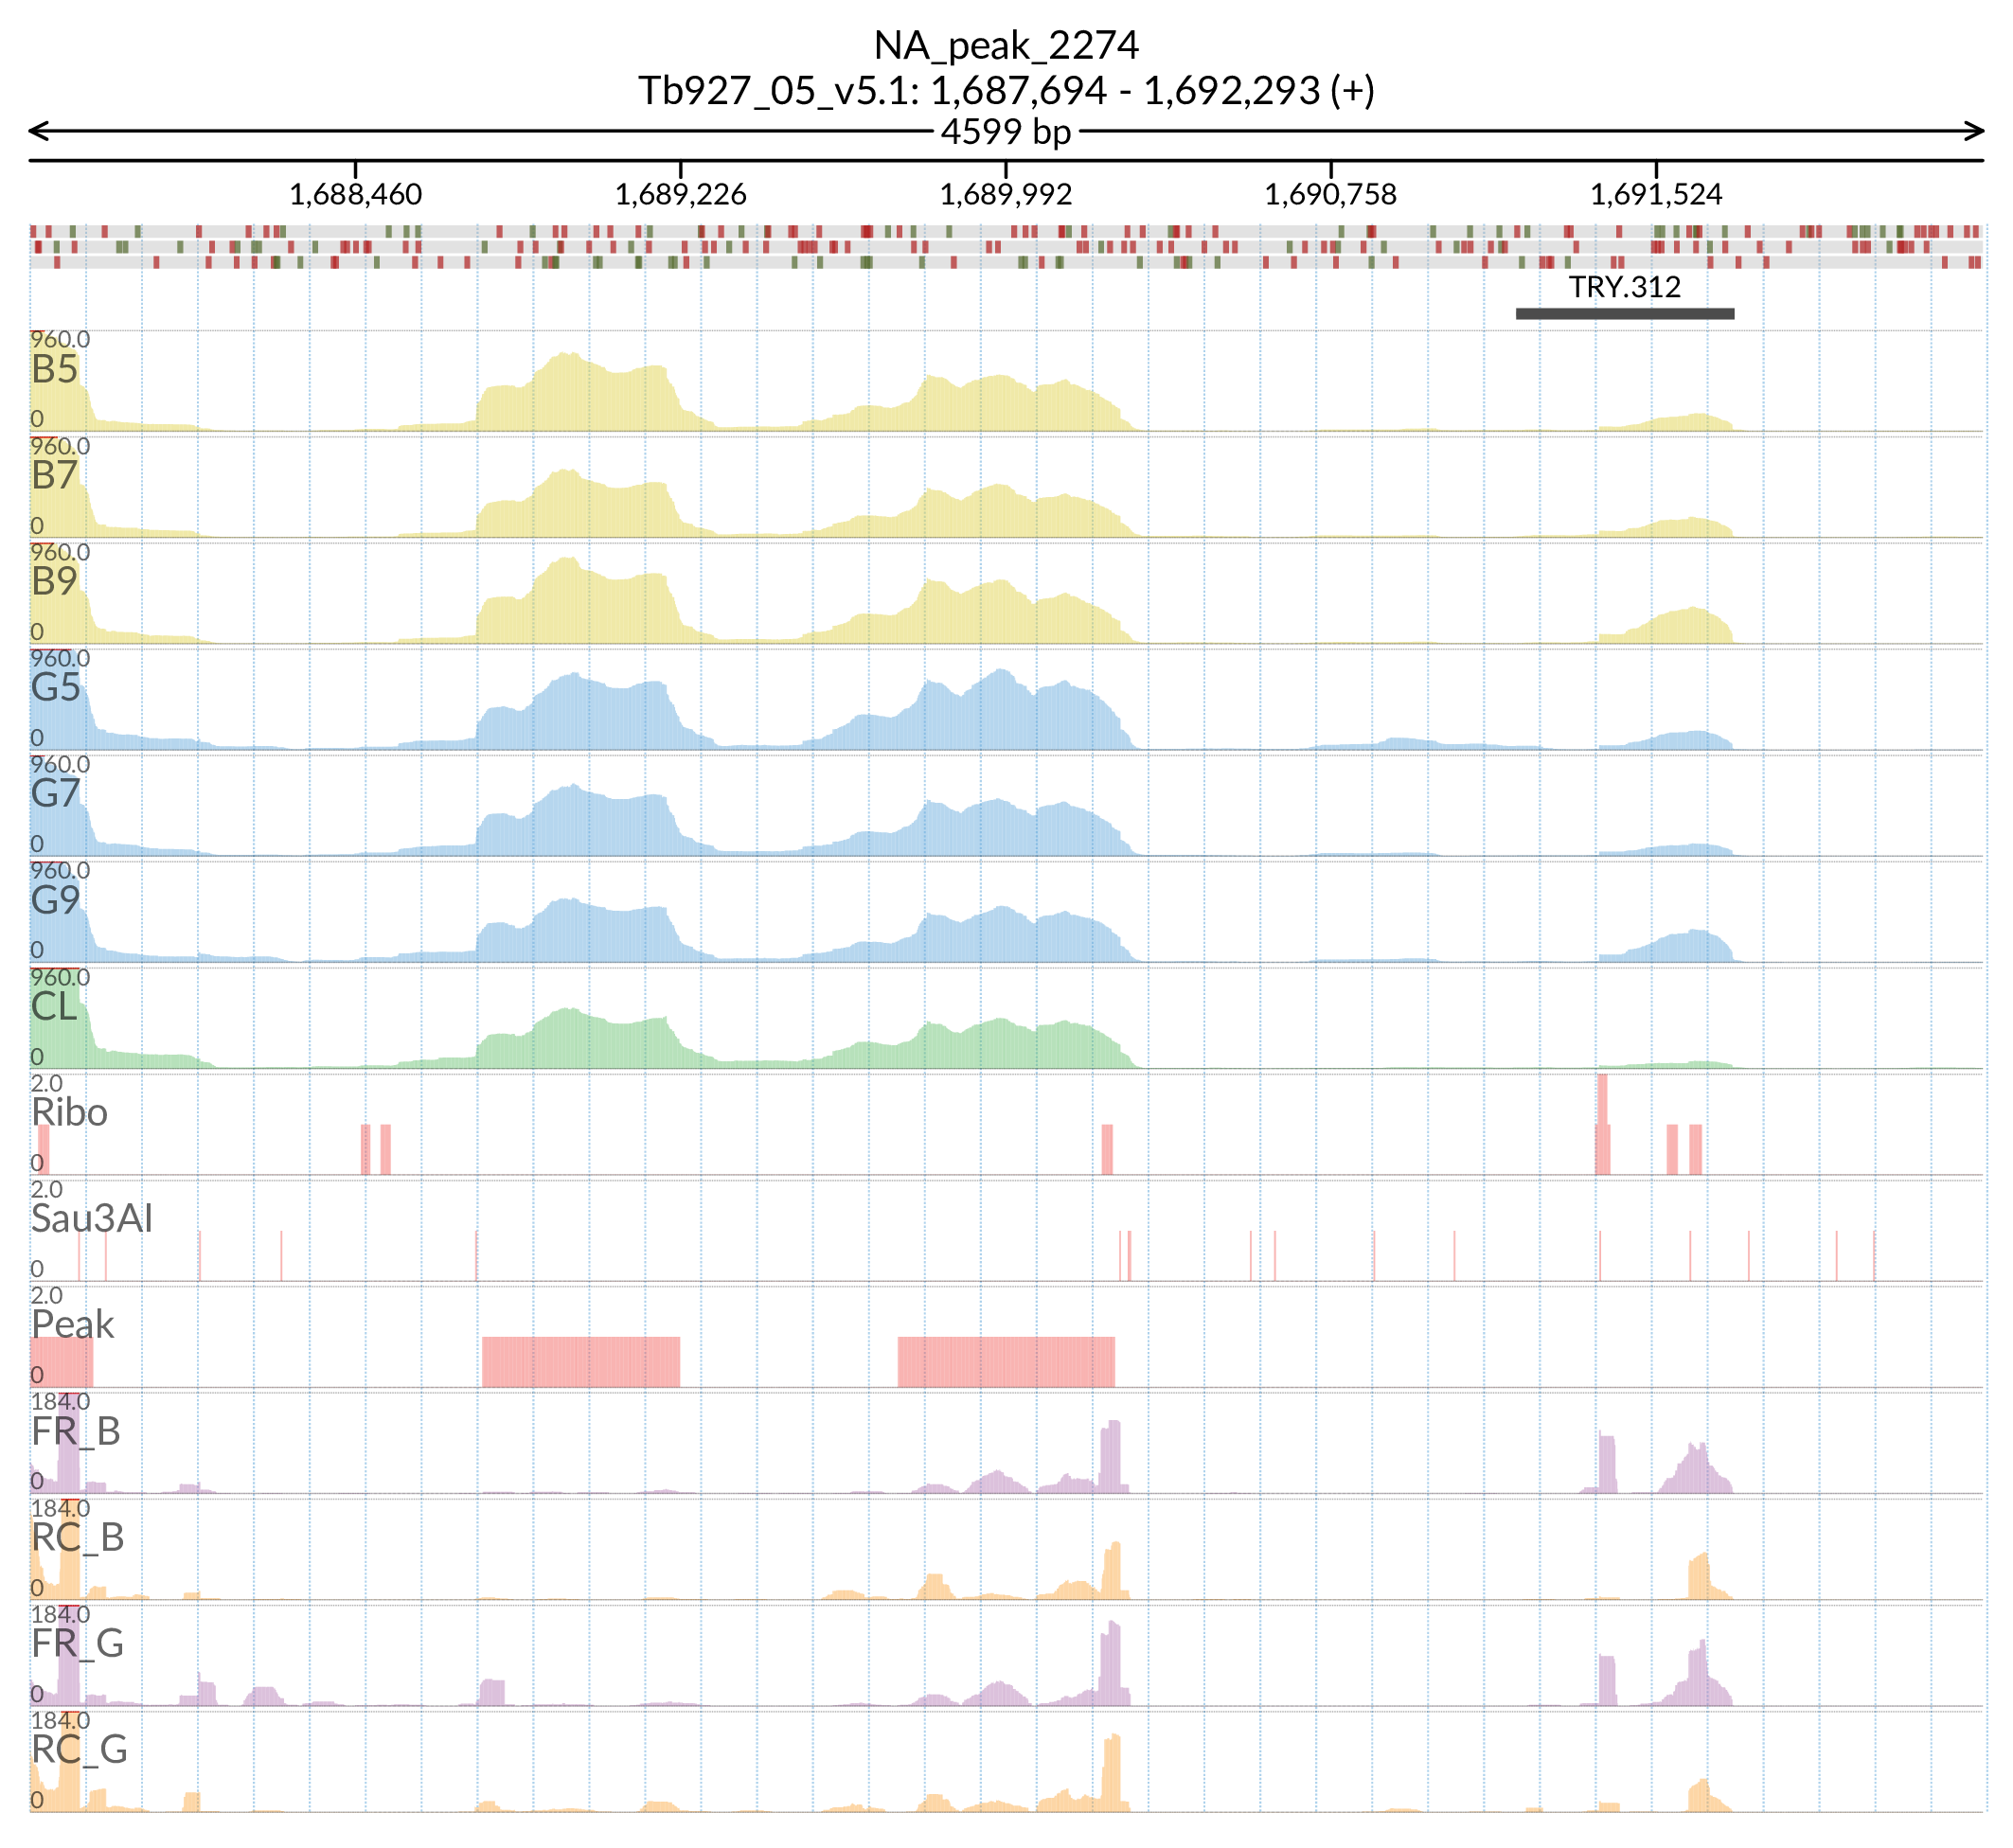 NA_peak_2274
Tb927_05_v5.1: 1,687,694 - 1,692,293 (+)
4599 bp
1,688,460 1,689,226 1,689,992 1,690,758 1,691,524
TRY.312
960.0
B5
0
960.0
B7
0
960.0
B9
0
960.0
G5
0
960.0
G7
0
960.0
G9
0
960.0
CL
0
2.0
Ribo
0
2.0
Sau3AI
0
2.0
Peak
0
184.0
FR_B
0
184.0
RC_B
0
184.0
FR_G
0
184.0
RC_G
0